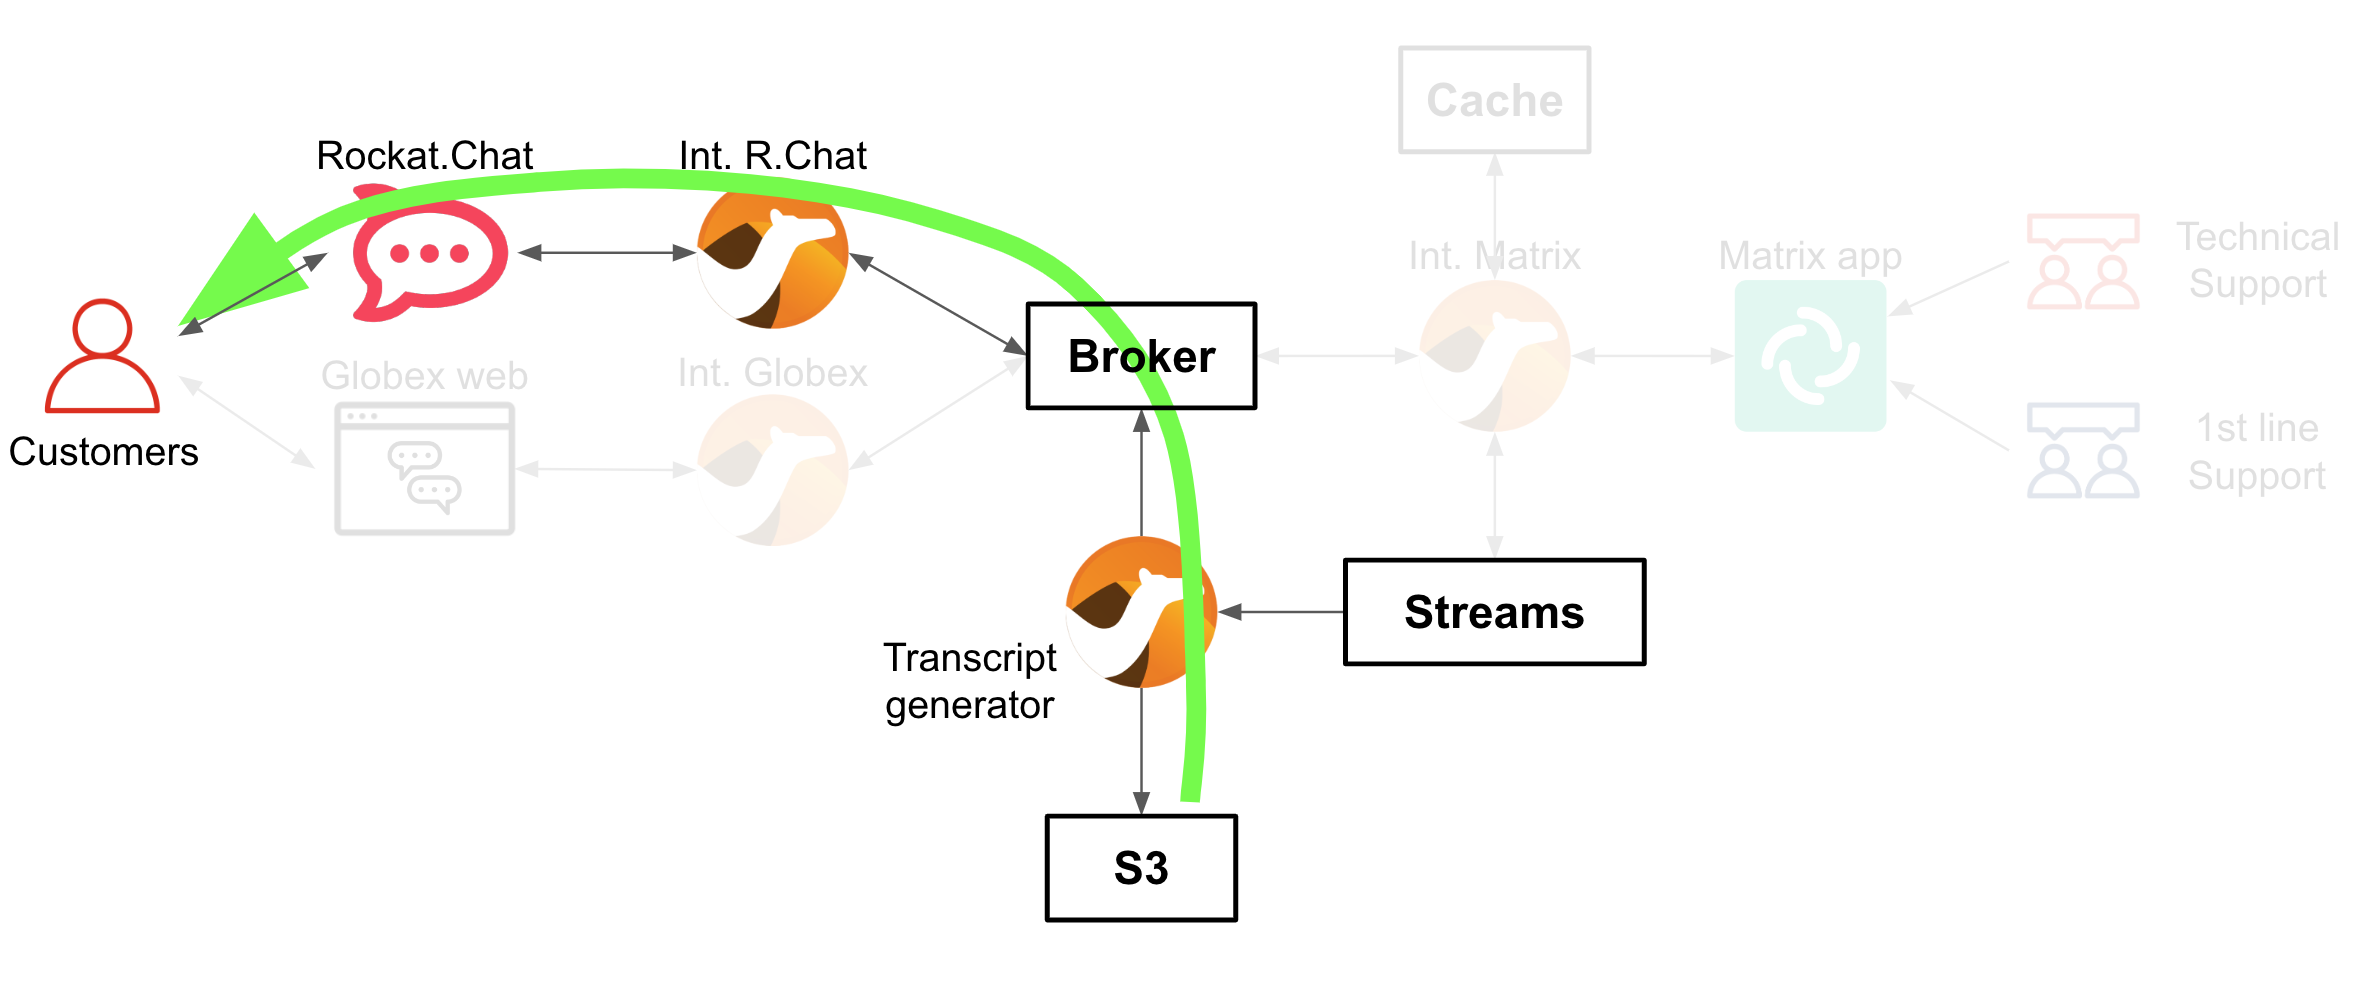 Cache
Rockat.Chat
Int. R.Chat
Technical
Support
Int. Matrix
Matrix app
Broker
Globex web
Int. Globex
Customers
1st line
Support
Streams
Transcript
generator
S3